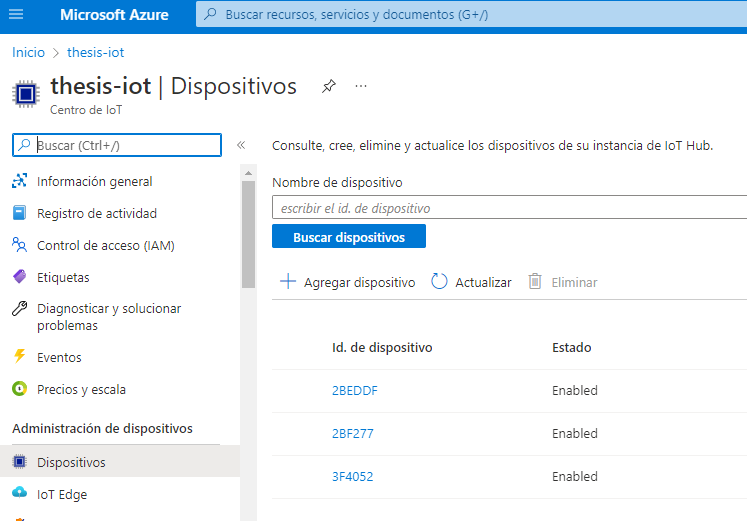 Microsoft Azure
Buscar recursos, servicios y documentos (G+/)
Inicio > thesis-iot >
thesis-iot | Dispositivos ...
Centro de IoT
Buscar (Ctrl+/) «
Información general
Registro de actividad
Control de acceso (IAM)
Etiquetas
Diagnosticar y solucionar
problemas
Eventos
Precios y escala
Administración de dispositivos
Dispositivos
IoT Edge
Consulte, cree, elimine y actualice los dispositivos de su instancia de IoT Hub.
Nombre de dispositivo
escribir el id. de dispositivo
Buscar dispositivos
Agregar dispositivo Actualizar Eliminar
Id. de dispositivo Estado
2BEDDF Enabled
2BF277 Enabled
3F4052 Enabled